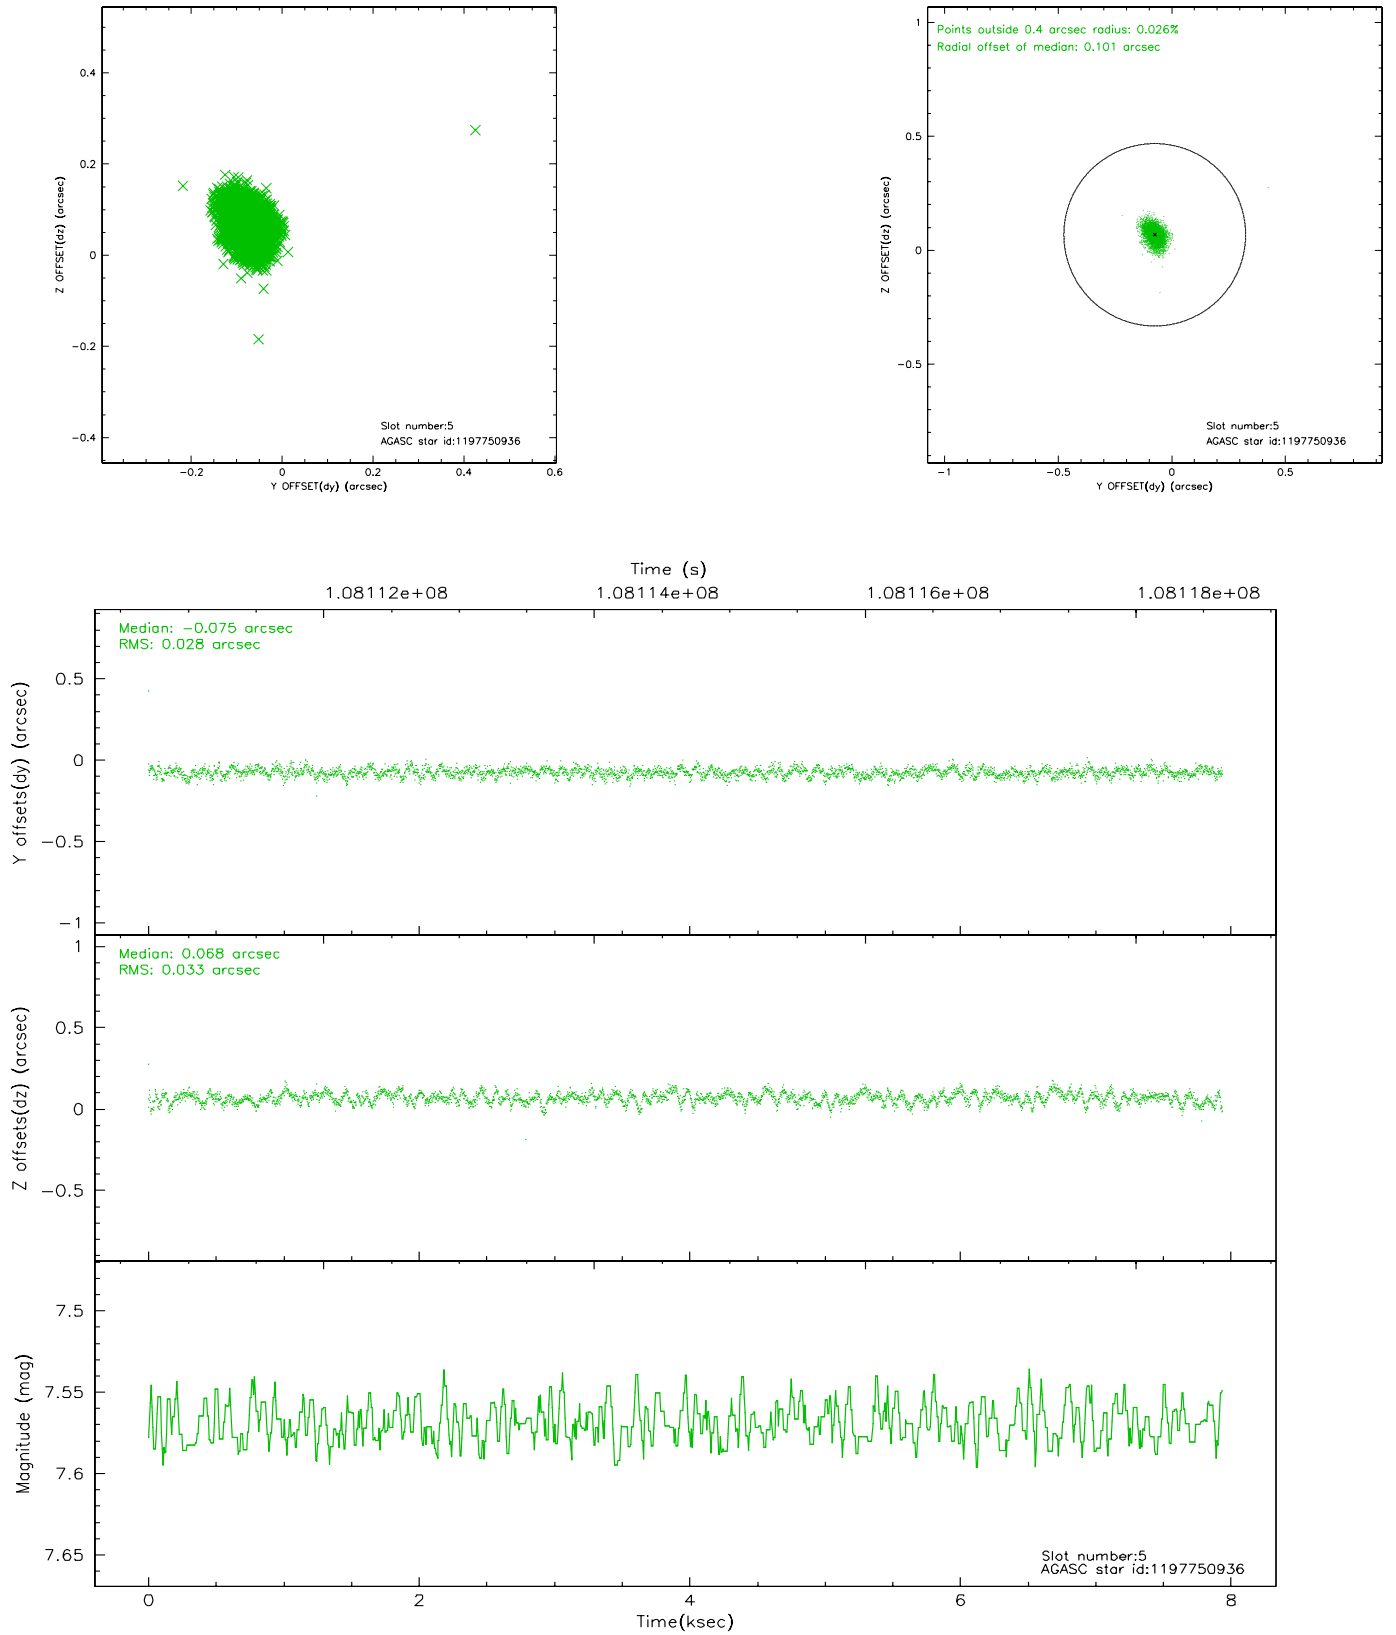 0.4
0.2
0
−0.2
−0.4
Z OFFSET(dz) (arcsec)
Slot number:5
AGASC star id:1197750936
−0.2 0 0.2 0.4 0.6
Y OFFSET(dy) (arcsec)
Points outside 0.4 arcsec radius: 0.026%
Radial offset of median: 0.101 arcsec
1
0.5
0
−0.5
Z OFFSET(dz) (arcsec)
Slot number:5
AGASC star id:1197750936
−1 −0.5 0 0.5
Y OFFSET(dy) (arcsec)
Time (s)
1.08112e+08 1.08114e+08 1.08116e+08 1.08118e+08
Median: −0.075 arcsec
RMS: 0.028 arcsec
0.5
0
−0.5
−1
Y offsets(dy) (arcsec)
Median: 0.068 arcsec
RMS: 0.033 arcsec
1
0.5
0
−0.5
Z offsets(dz) (arcsec)
7.5
7.55
7.6
7.65
Magnitude (mag)
Slot number:5
AGASC star id:1197750936
0 2 4 6 8
Time(ksec)